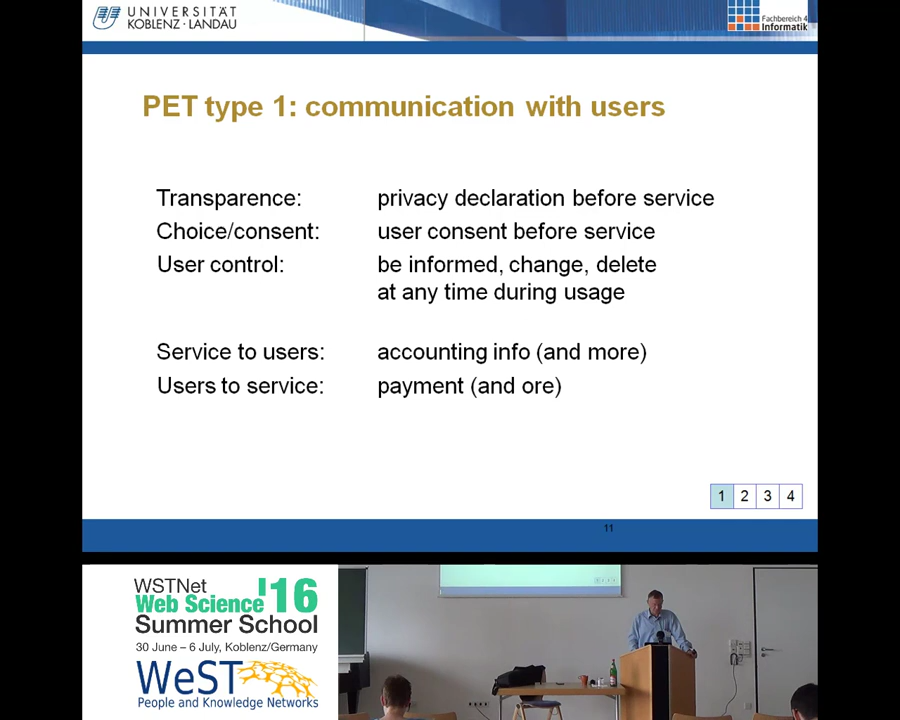 UNIVERSITÄT
KOBLENZ · LANDAU
Fachbereich 4
Informatik
PET type 1: communication with users
Transparence: privacy declaration before service
Choice/consent: user consent before service
User control: be informed, change, delete
at any time during usage
Service to users: accounting info (and more)
Users to service: payment (and ore)
1 2 3 4
11
WSTNet
Web Science '16
Summer School
30 June – 6 July, Koblenz/Germany
WeST
People and Knowledge Networks